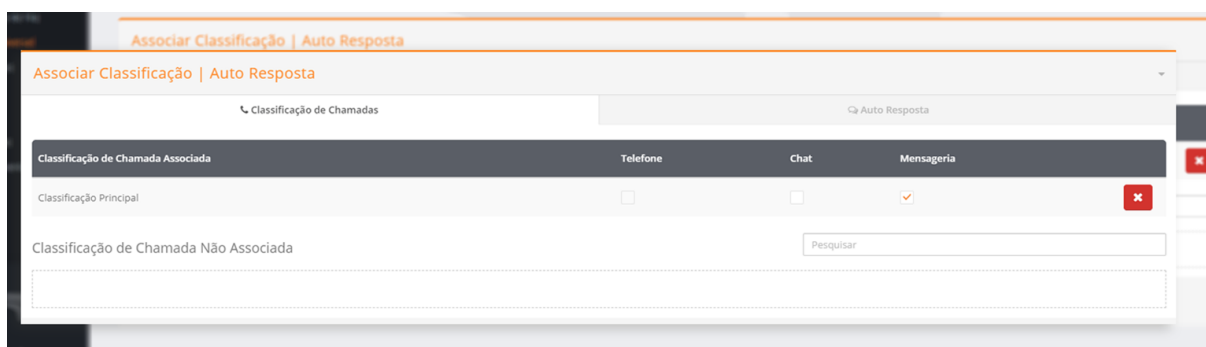 Associar Classificação | Auto Resposta
Associar Classificação | Auto Resposta
Classificação de Chamadas
Auto Resposta
Classificação de Chamada Associada Telefone Chat Mensageria
Classificação Principal
Classificação de Chamada Não Associada
Pesquisar